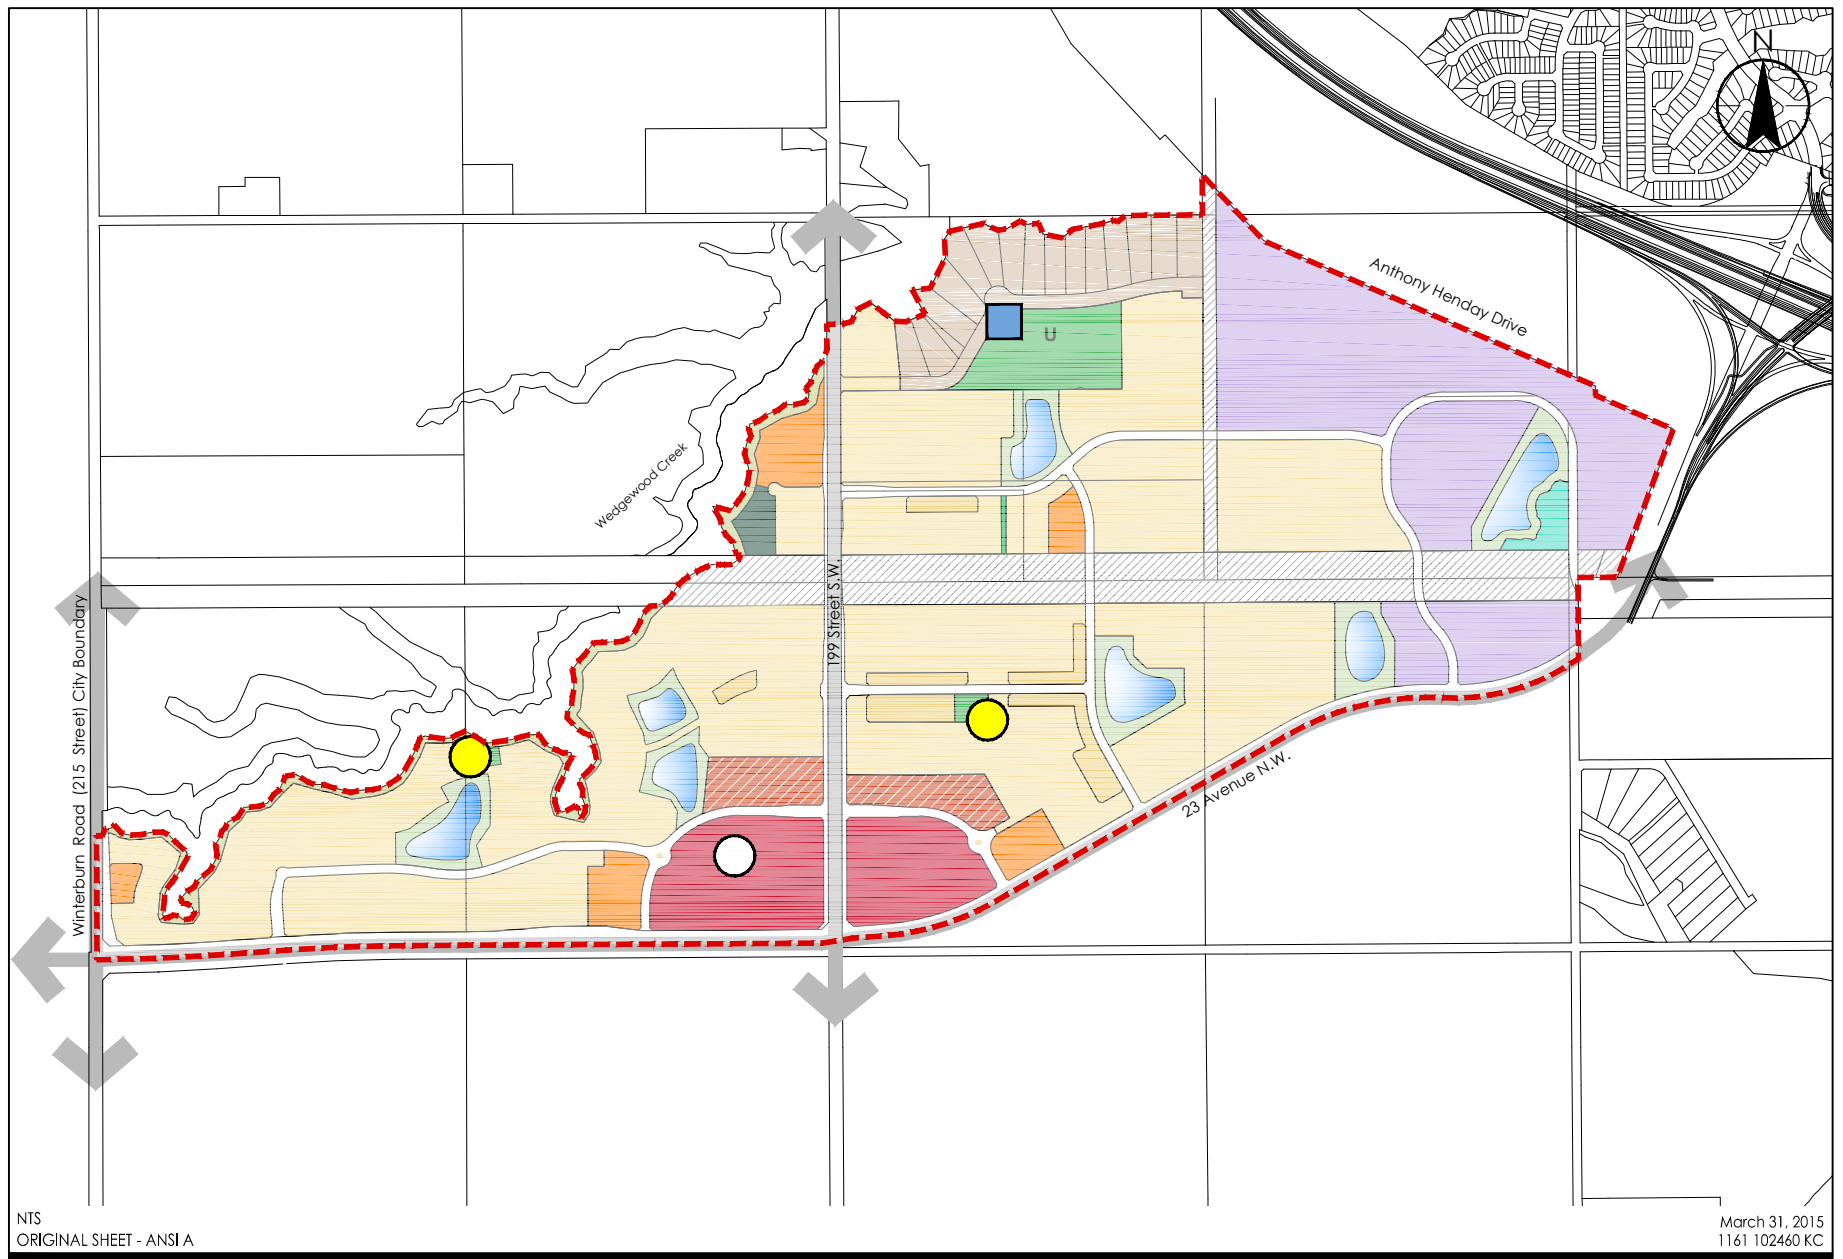 N
Anthony Henday Drive
U
Wedgewood Creek
199 Street S.W.
Winterburn Road (215 Street) City Boundary
23 Avenue N.W.
NTS
ORIGINAL SHEET - ANSI A
March 31, 2015
1161 102460 KC